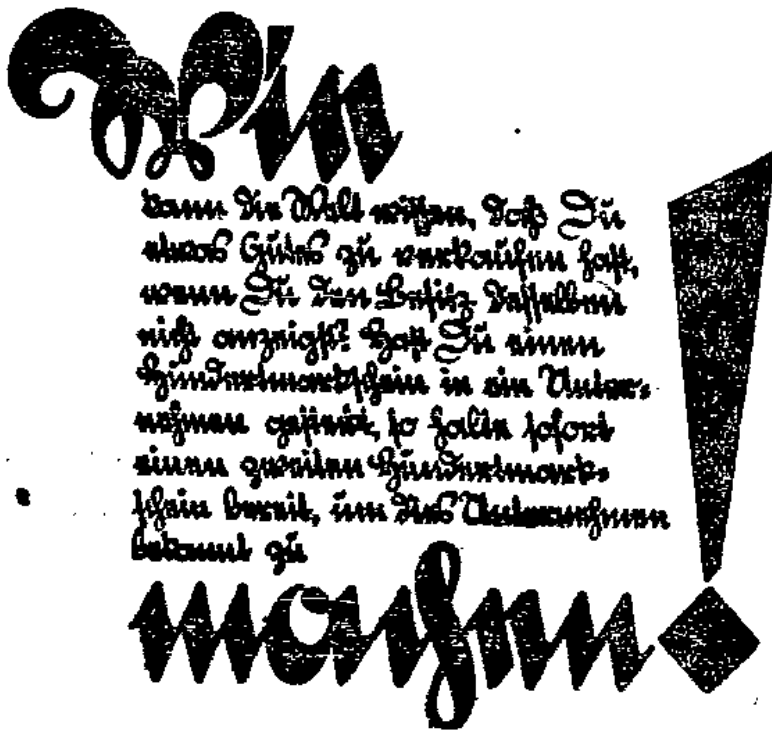 Wie
kann die Welt wissen, daß Du
etwas Gutes zu verkaufen hast,
wenn Du den Besitz desselben
nicht anzeigst? Hast Du einen
Hundertmarkschein in ein Unter-
nehmen gesteckt, so halte sofort
einen zweiten Hundertmark-
schein bereit, um das Unternehmen
bekannt zu
machen!